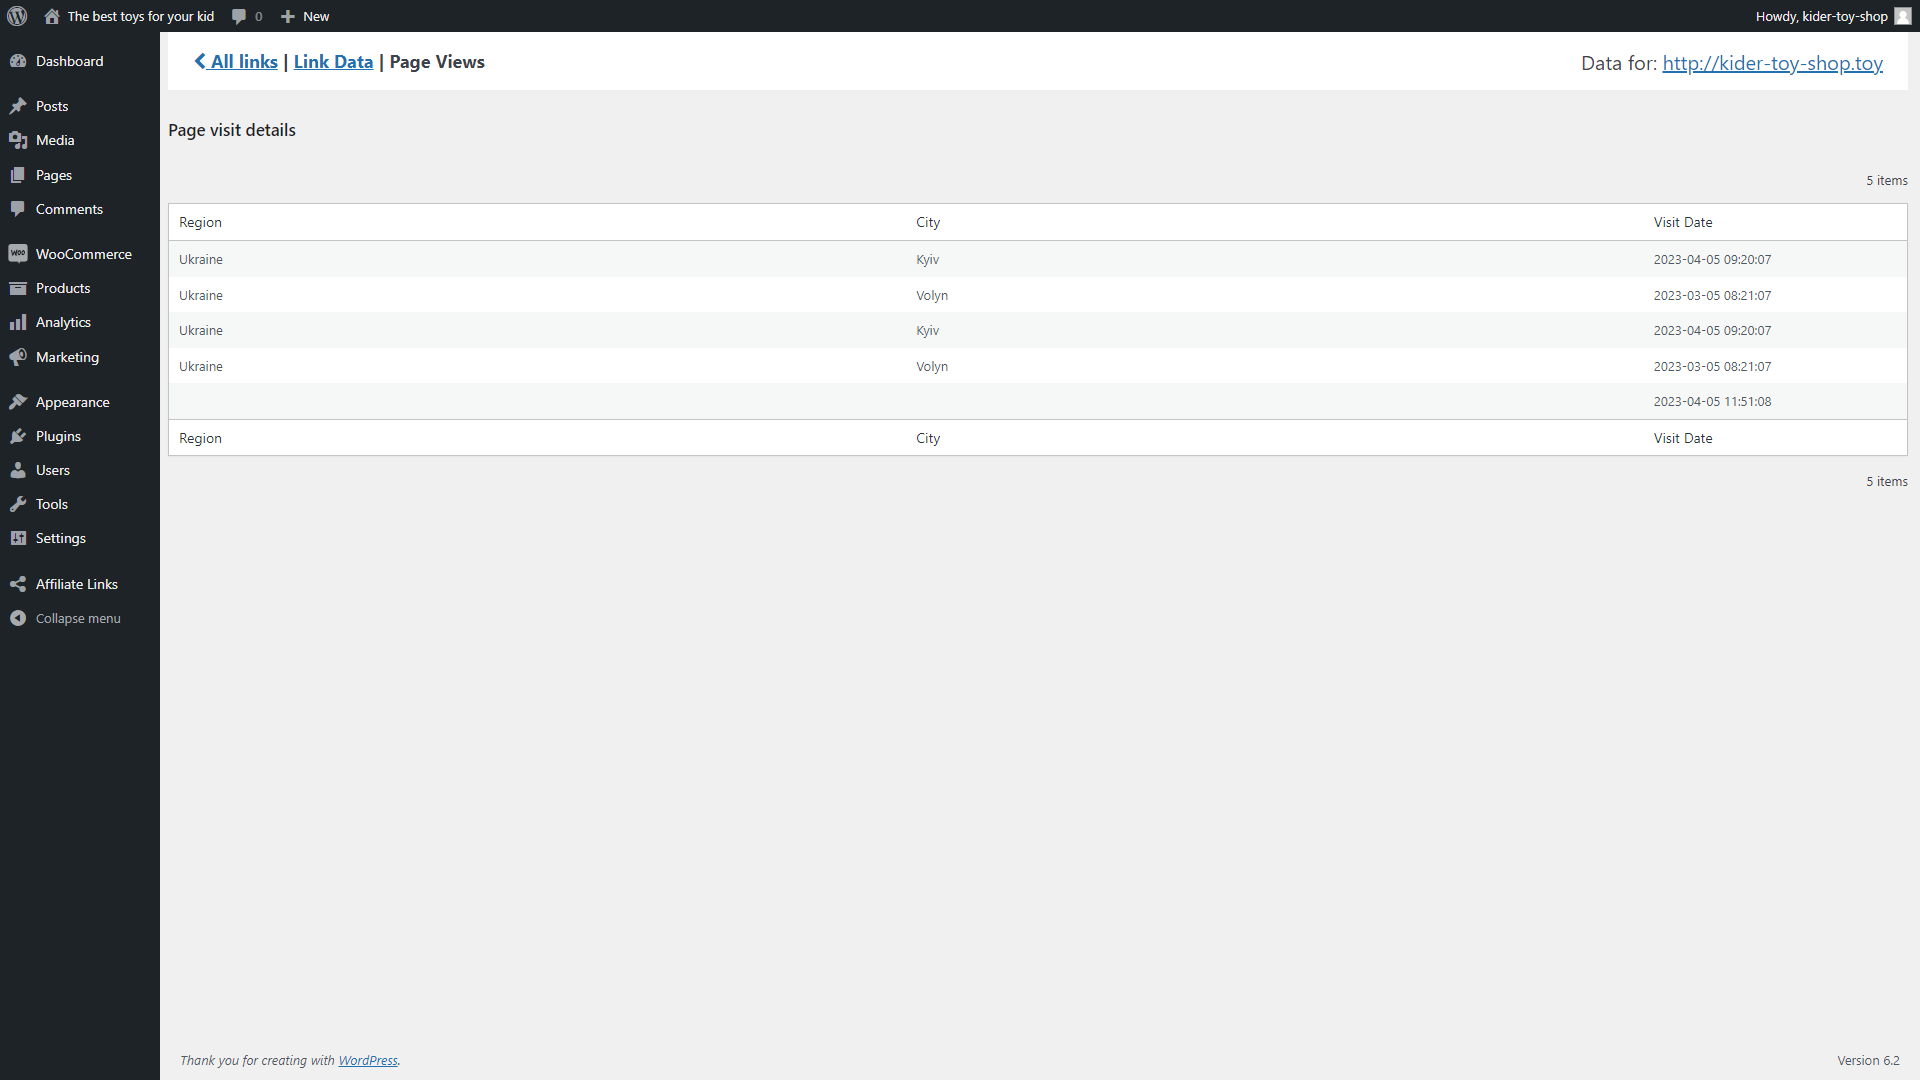 The best toys for your kid 0 New Howdy, kider-toy-shop
Dashboard
Posts
Media
Pages
Comments
WooCommerce
Products
Analytics
Marketing
Appearance
Plugins
Users
Tools
Settings
Affiliate Links
Collapse menu
All links | Link Data | Page Views Data for: http://kider-toy-shop.toy
Page visit details
5 items
Region City Visit Date
Ukraine Kyiv 2023-04-05 09:20:07
Ukraine Volyn 2023-03-05 08:21:07
Ukraine Kyiv 2023-04-05 09:20:07
Ukraine Volyn 2023-03-05 08:21:07
2023-04-05 11:51:08
Region City Visit Date
5 items
Thank you for creating with WordPress. Version 6.2